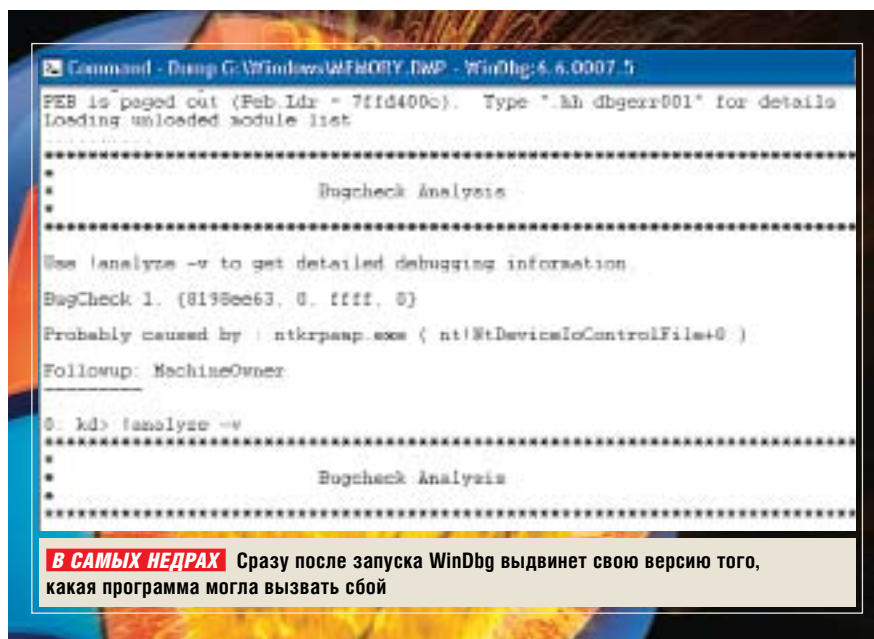 Command - Dump G:\Windows\MEMORY.DMP - WinDbg:6.6.0007.5
PEB is paged out (Peb.Ldr = 7ffd400c). Type ".hh dbgerr001" for details
Loading unloaded module list
..........
*******************************************************************************
*
* Bugcheck Analysis
*
*******************************************************************************
Use !analyze -v to get detailed debugging information.
BugCheck 1, {8198ee63, 0, ffff, 0}
Probably caused by : ntkrpamp.exe ( nt!NtDeviceIoControlFile+0 )
Followup: MachineOwner
---------
0: kd> !analyze -v
*******************************************************************************
*
* Bugcheck Analysis
*
*******************************************************************************
В САМЫХ НЕДРАХ Сразу после запуска WinDbg выдвинет свою версию того,
какая программа могла вызвать сбой